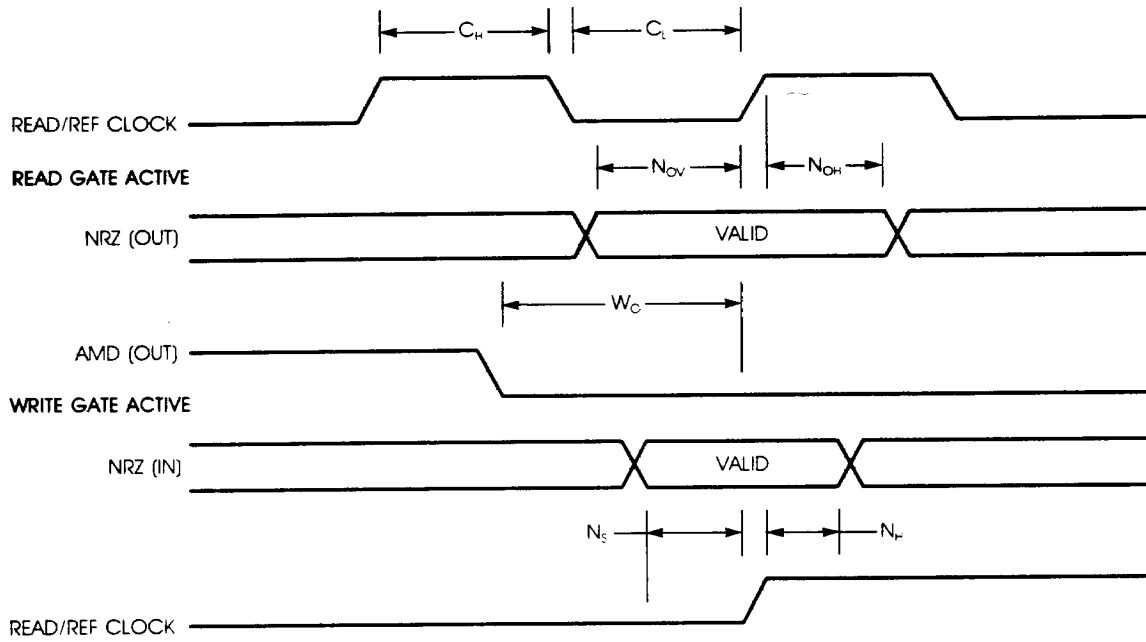 C_H C_L
READ/REF CLOCK
READ GATE ACTIVE
N_OV N_OH
NRZ (OUT) VALID
W_C
AMD (OUT)
WRITE GATE ACTIVE
NRZ (IN) VALID
N_S N_H
READ/REF CLOCK